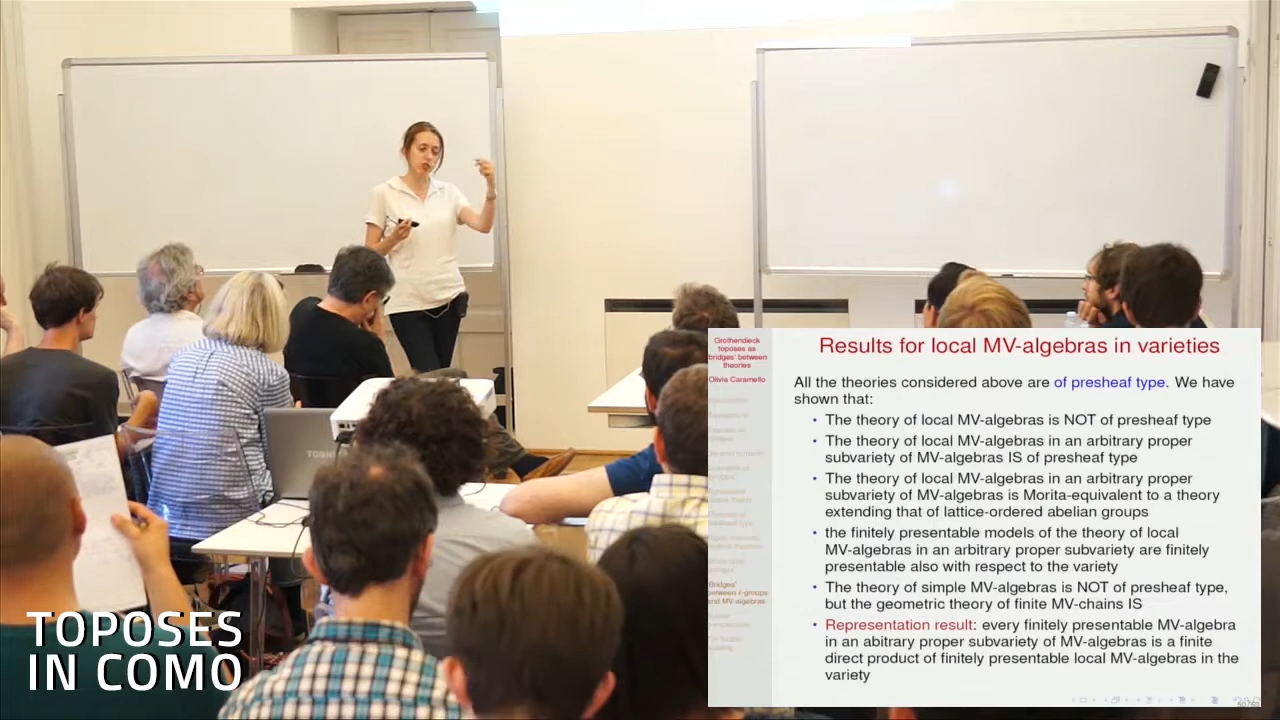 TOSHIBA
TOPOSES
IN COMO
Grothendieck
toposes as
'bridges' between
theories
Olivia Caramello
'Bridges'
between ℓ-groups
and MV-algebras
Results for local MV-algebras in varieties
All the theories considered above are of presheaf type. We have
shown that:
• The theory of local MV-algebras is NOT of presheaf type
• The theory of local MV-algebras in an arbitrary proper
subvariety of MV-algebras IS of presheaf type
• The theory of local MV-algebras in an arbitrary proper
subvariety of MV-algebras is Morita-equivalent to a theory
extending that of lattice-ordered abelian groups
• the finitely presentable models of the theory of local
MV-algebras in an arbitrary proper subvariety are finitely
presentable also with respect to the variety
• The theory of simple MV-algebras is NOT of presheaf type,
but the geometric theory of finite MV-chains IS
• Representation result: every finitely presentable MV-algebra
in an abitrary proper subvariety of MV-algebras is a finite
direct product of finitely presentable local MV-algebras in the
variety